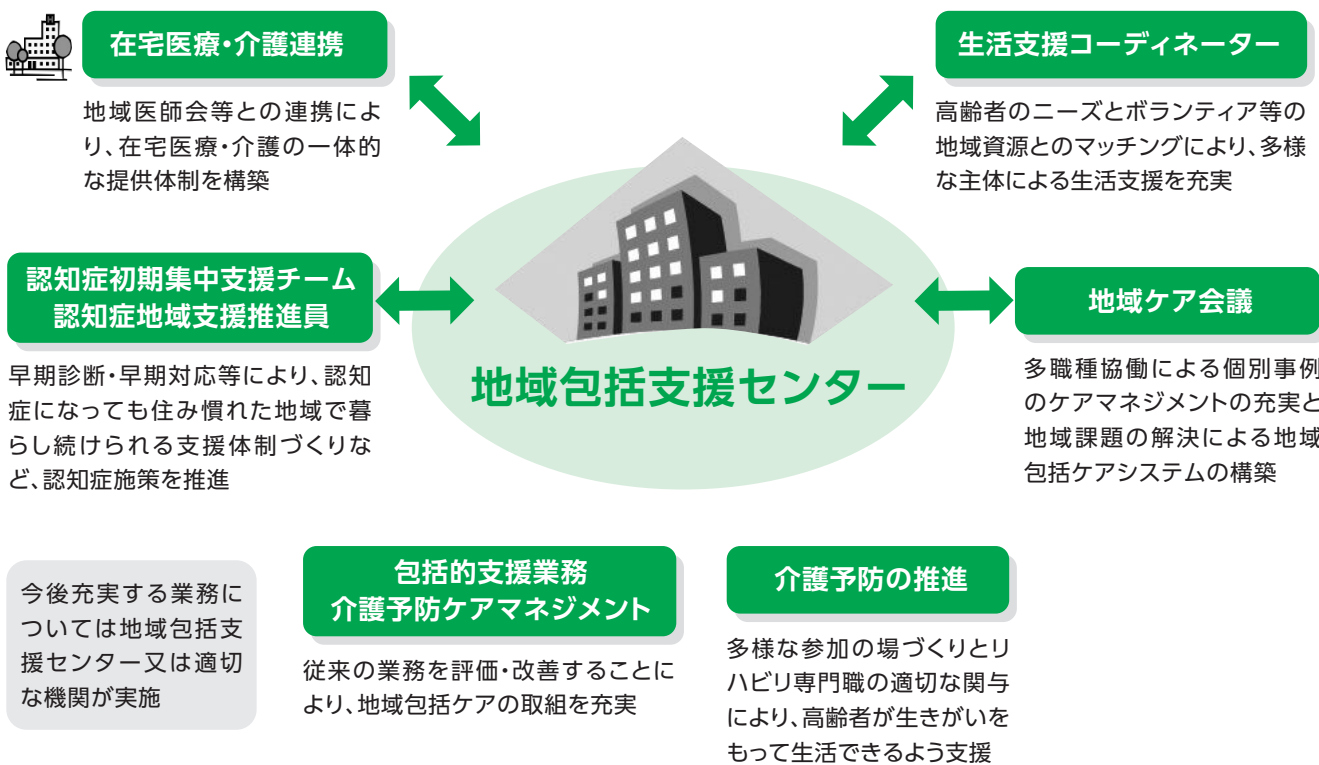 在宅医療・介護連携
地域医師会等との連携によ
り、在宅医療・介護の一体的
な提供体制を構築
生活支援コーディネーター
高齢者のニーズとボランティア等の
地域資源とのマッチングにより、多様
な主体による生活支援を充実
認知症初期集中支援チーム
認知症地域支援推進員
早期診断・早期対応等により、認知
症になっても住み慣れた地域で暮
らし続けられる支援体制づくりな
ど、認知症施策を推進
地域包括支援センター
地域ケア会議
多職種協働による個別事例
のケアマネジメントの充実と
地域課題の解決による地域
包括ケアシステムの構築
今後充実する業務に
ついては地域包括支
援センター又は適切
な機関が実施
包括的支援業務
介護予防ケアマネジメント
従来の業務を評価・改善することに
より、地域包括ケアの取組を充実
介護予防の推進
多様な参加の場づくりとリ
ハビリ専門職の適切な関与
により、高齢者が生きがいを
もって生活できるよう支援